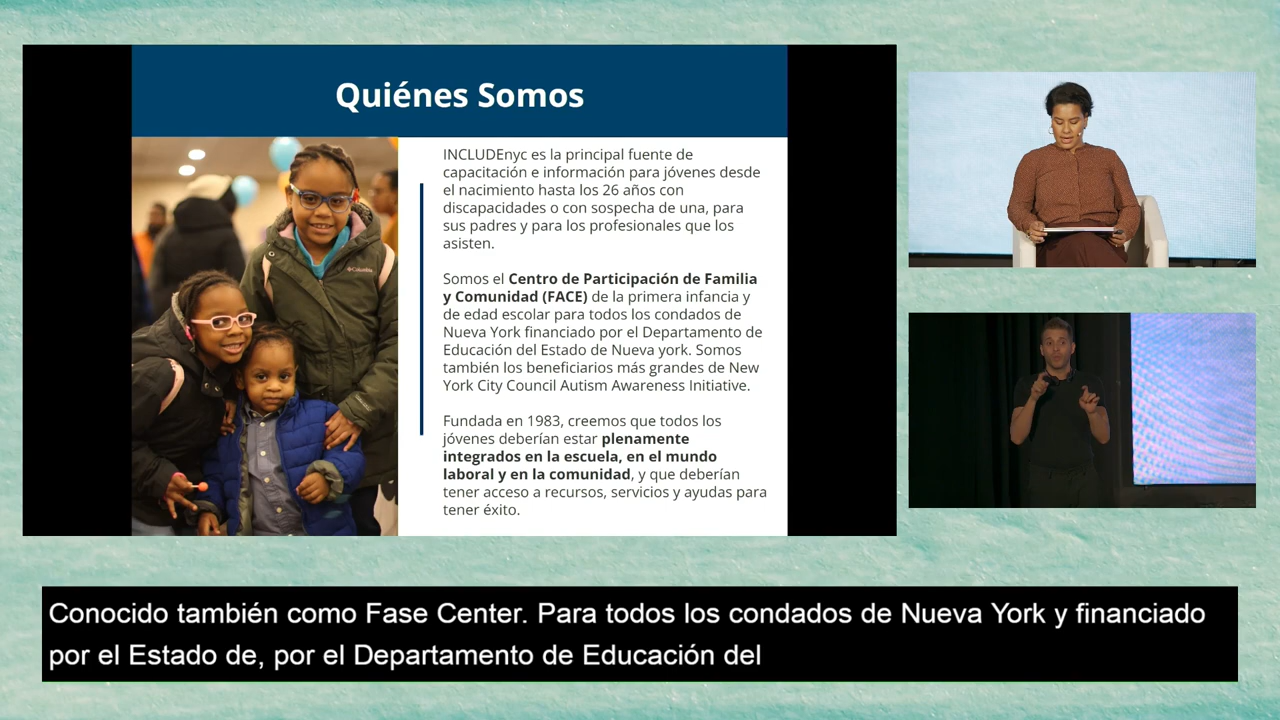 Quiénes Somos
INCLUDEnyc es la principal fuente de
capacitación e información para jóvenes desde
el nacimiento hasta los 26 años con
discapacidades o con sospecha de una, para
sus padres y para los profesionales que los
asisten.
Somos el Centro de Participación de Familia
y Comunidad (FACE) de la primera infancia y
de edad escolar para todos los condados de
Nueva York financiado por el Departamento de
Educación del Estado de Nueva york. Somos
también los beneficiarios más grandes de New
York City Council Autism Awareness Initiative.
Fundada en 1983, creemos que todos los
jóvenes deberían estar plenamente
integrados en la escuela, en el mundo
laboral y en la comunidad, y que deberían
tener acceso a recursos, servicios y ayudas para
tener éxito.
Columbia
Conocido también como Fase Center. Para todos los condados de Nueva York y financiado
por el Estado de, por el Departamento de Educación del